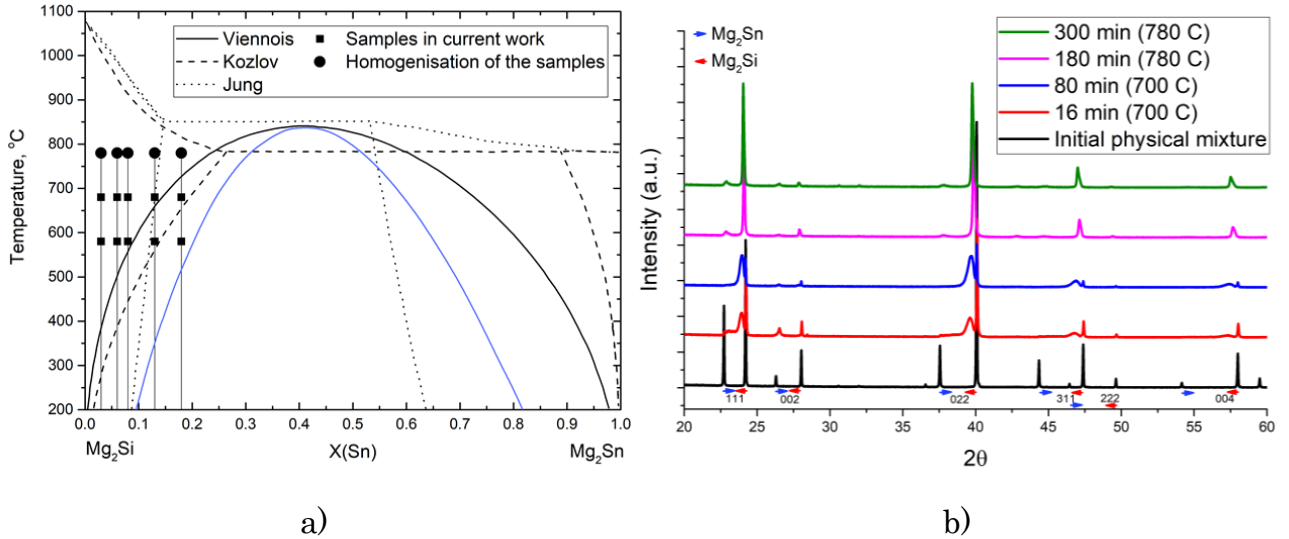 1100
1000
900
800
700
600
500
400
300
200
Temperature, °C
Viennois
Kozlov
Jung
Samples in current work
Homogenisation of the samples
0.0 0.1 0.2 0.3 0.4 0.5 0.6 0.7 0.8 0.9 1.0
Mg2Si X(Sn) Mg2Sn
a)
Intensity (a.u.)
Mg2Sn
Mg2Si
300 min (780 C)
180 min (780 C)
80 min (700 C)
16 min (700 C)
Initial physical mixture
111 002 022 311 222 004
20 25 30 35 40 45 50 55 60
2θ
b)